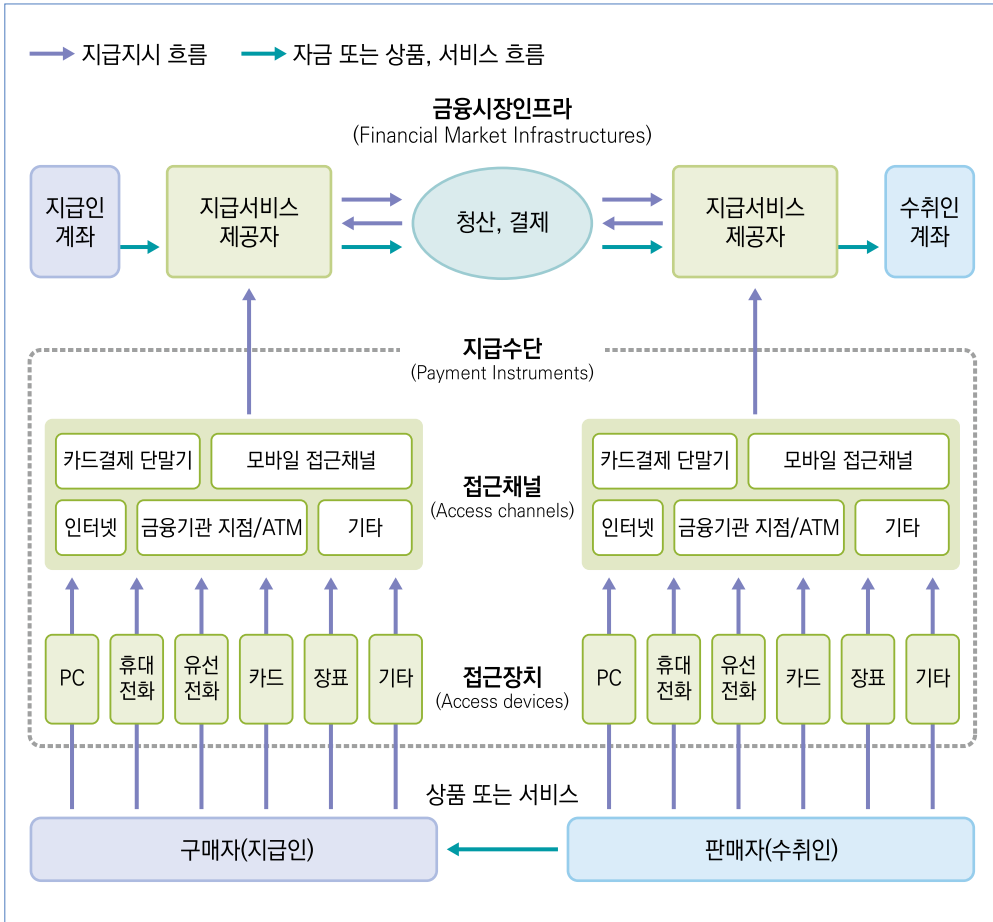 지급지시 흐름
자금 또는 상품, 서비스 흐름
금융시장인프라
(Financial Market Infrastructures)
지급인
계좌
지급서비스
제공자
청산, 결제
지급서비스
제공자
수취인
계좌
지급수단
(Payment Instruments)
카드결제 단말기
모바일 접근채널
인터넷
금융기관 지점/ATM
기타
접근채널
(Access channels)
카드결제 단말기
모바일 접근채널
인터넷
금융기관 지점/ATM
기타
PC
휴대
전화
유선
전화
카드
장표
기타
접근장치
(Access devices)
PC
휴대
전화
유선
전화
카드
장표
기타
상품 또는 서비스
구매자(지급인)
판매자(수취인)